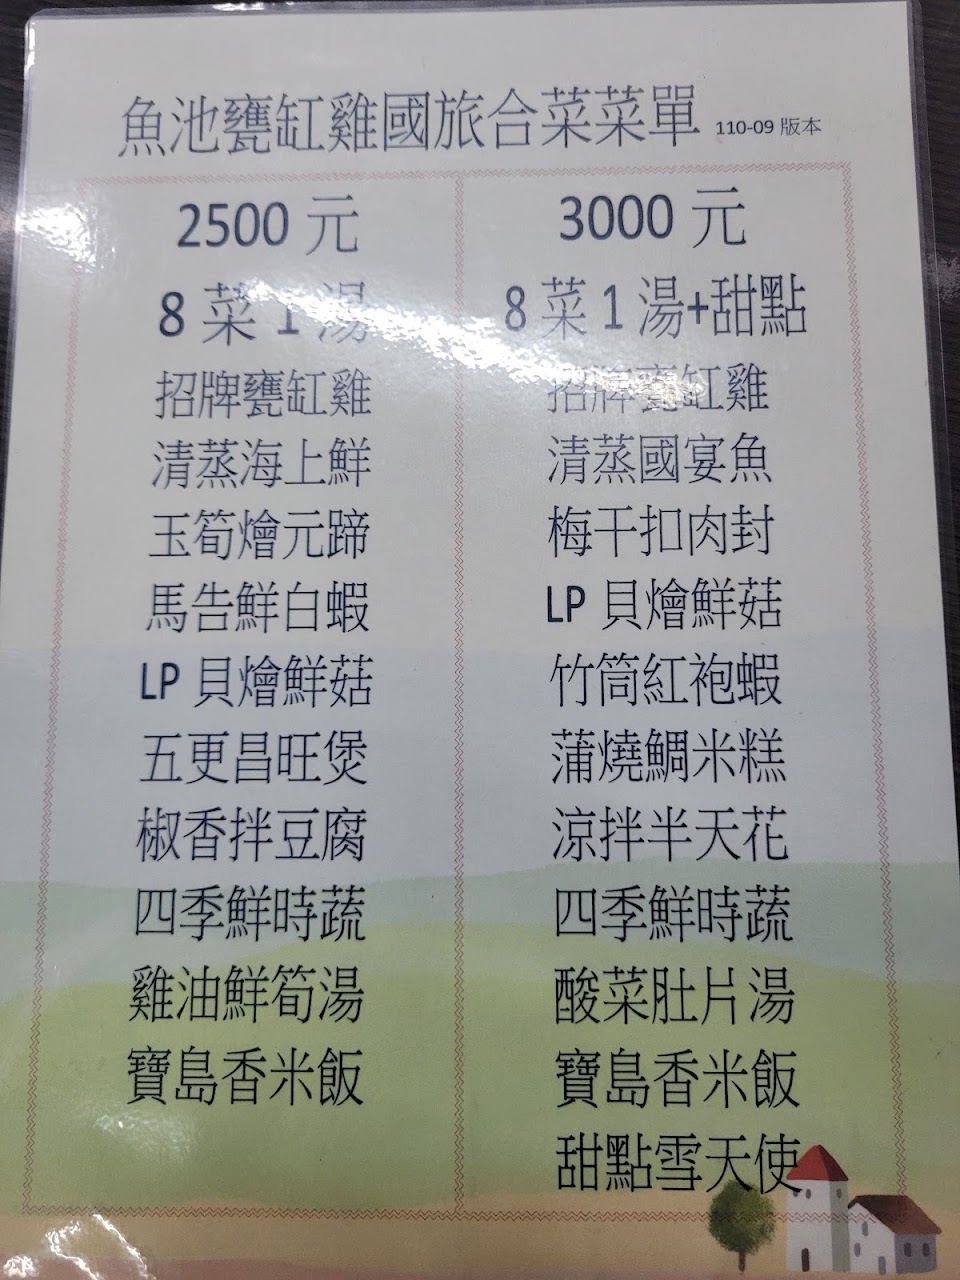 魚池甕缸雞國旅合菜菜單 110-09 版本
2500 元
8 菜 1 湯
招牌甕缸雞
清蒸海上鮮
玉筍燴元蹄
馬告鮮白蝦
LP 貝燴鮮菇
五更昌旺煲
椒香拌豆腐
四季鮮時蔬
雞油鮮筍湯
寶島香米飯
3000 元
8 菜 1 湯+甜點
招牌甕缸雞
清蒸國宴魚
梅干扣肉封
LP 貝燴鮮菇
竹筒紅袍蝦
蒲燒鯛米糕
涼拌半天花
四季鮮時蔬
酸菜肚片湯
寶島香米飯
甜點雪天使